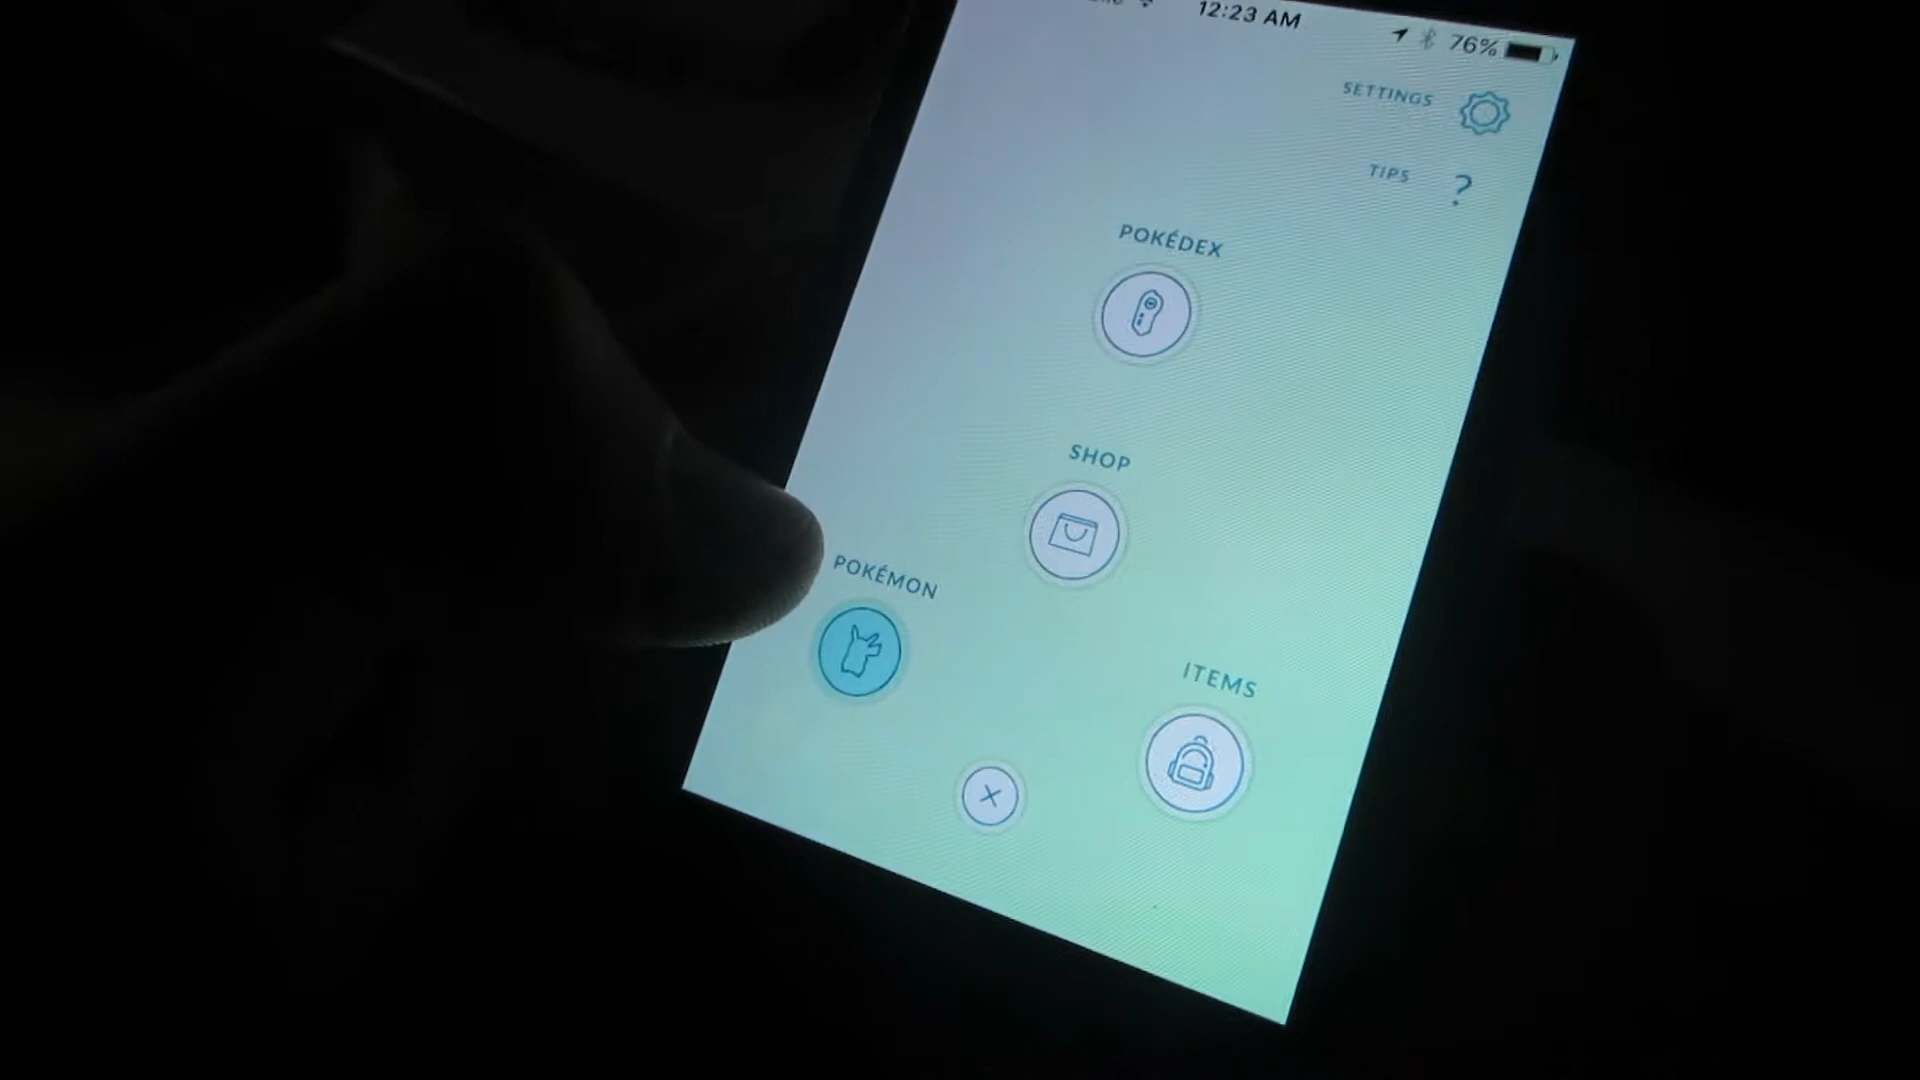 12:23 AM
76%
SETTINGS
TIPS ?
POKÉDEX
SHOP
POKÉMON
ITEMS